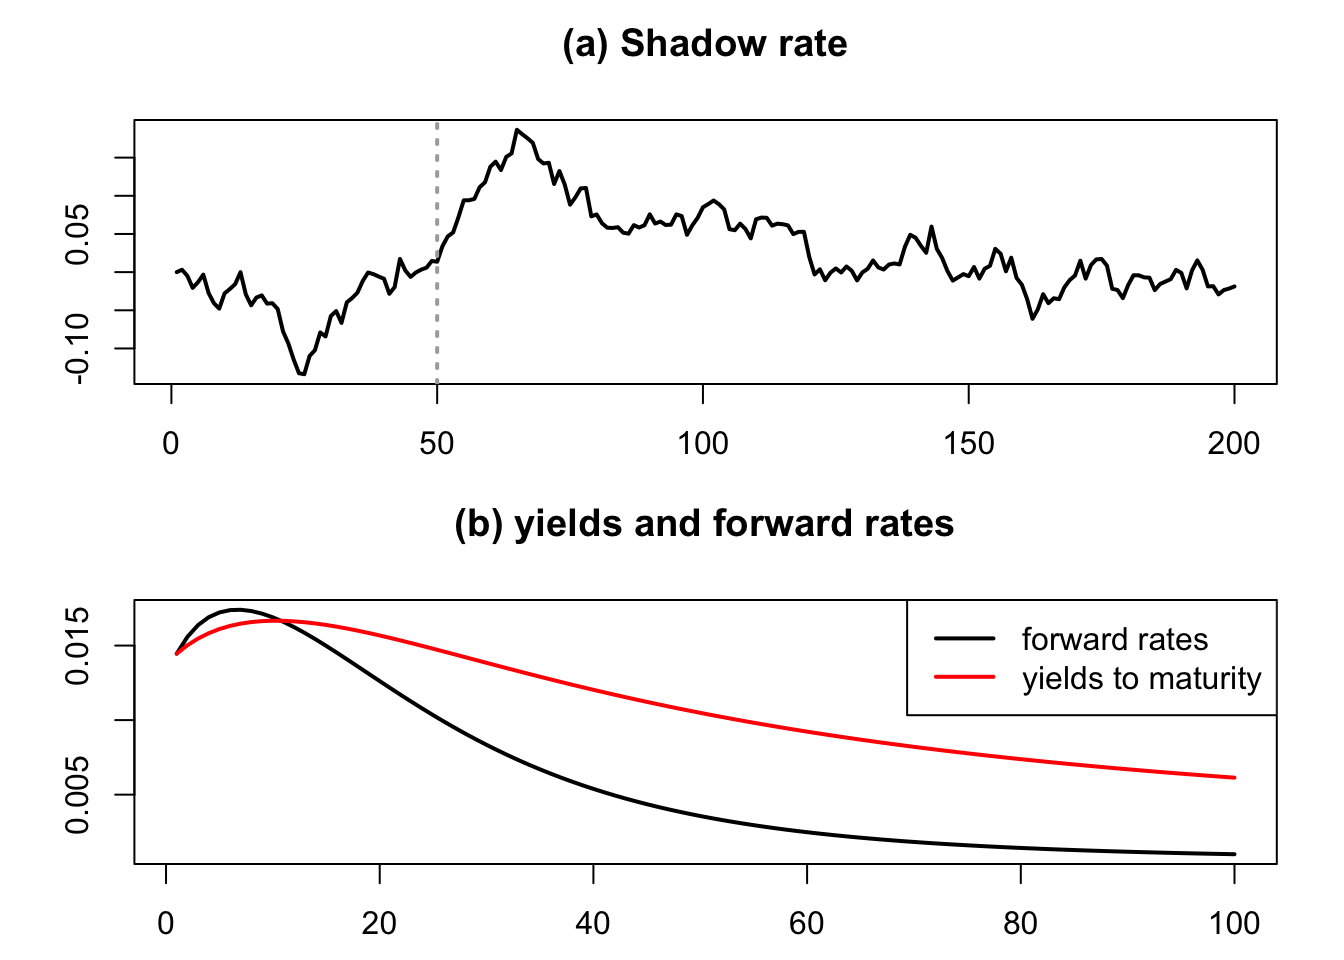 (a) Shadow rate
0.05
-0.10
0 50 100 150 200
(b) yields and forward rates
0.015
0.005
forward rates
yields to maturity
0 20 40 60 80 100